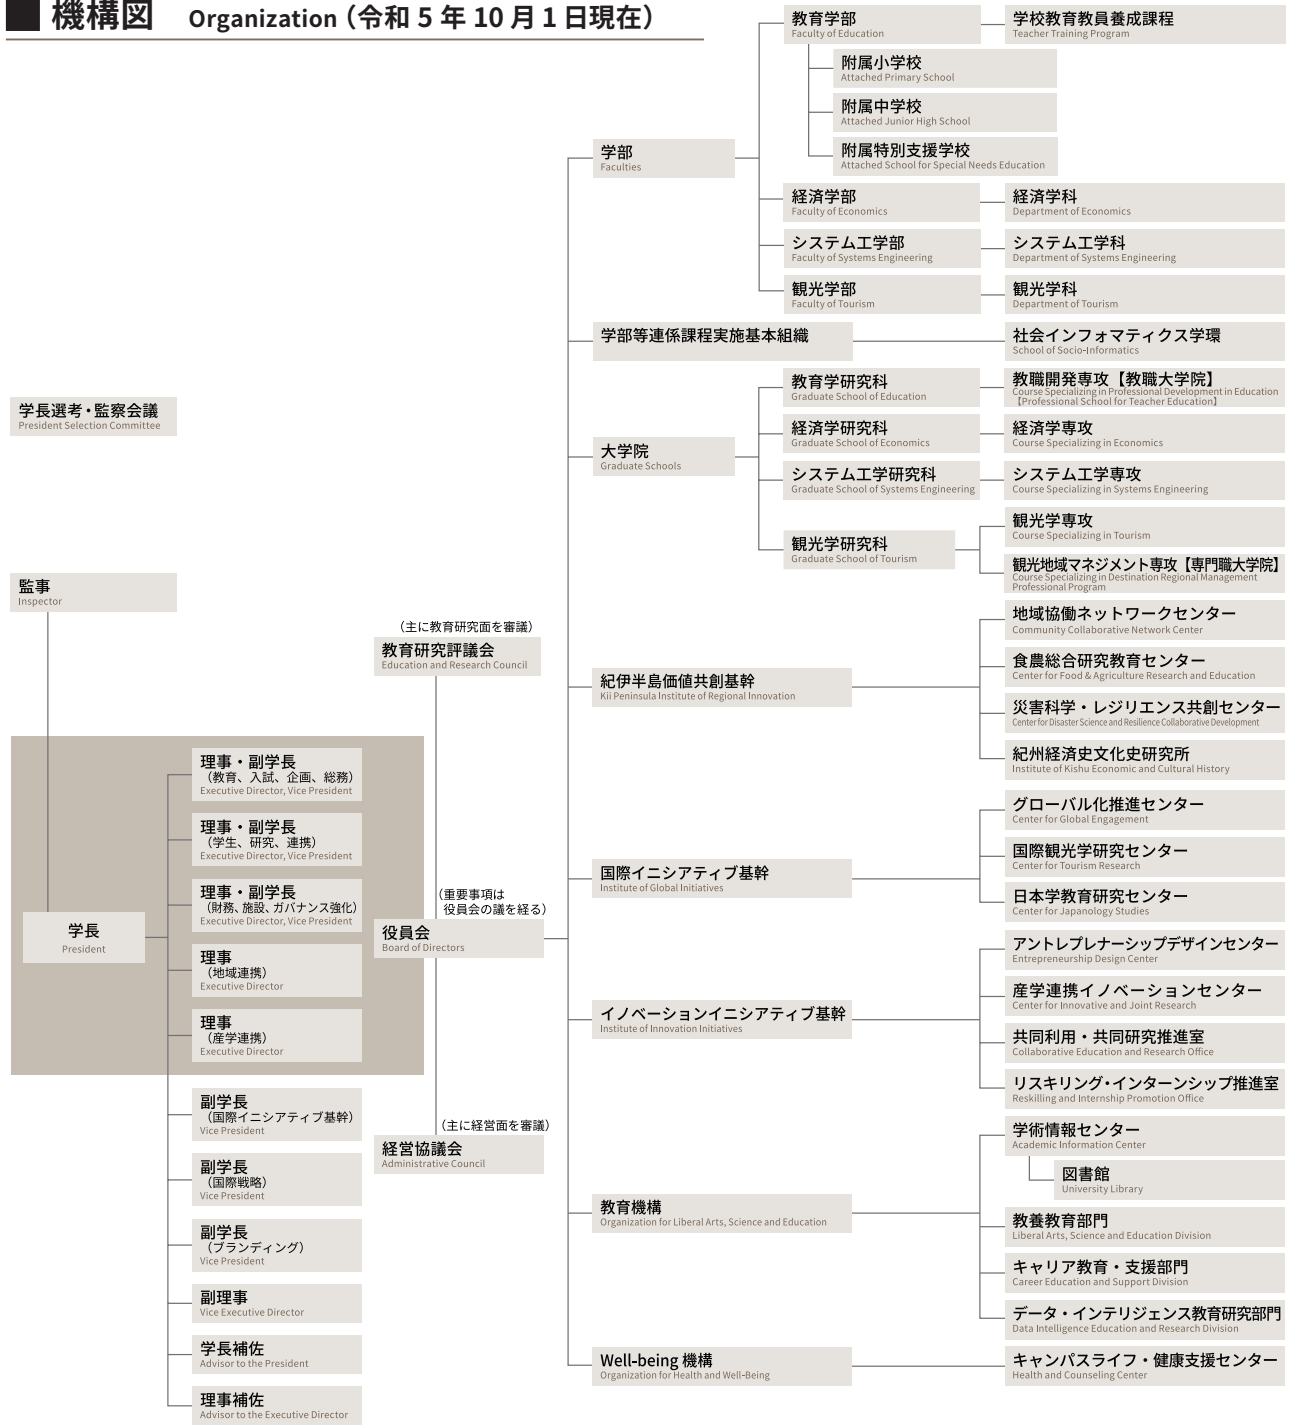 ■ 機構図 Organization（令和 5 年 10 月 1 日現在）
学長選考・監察会議
President Selection Committee
監事
Inspector
学長
President
理事・副学長
（教育、入試、企画、総務）
Executive Director, Vice President
理事・副学長
（学生、研究、連携）
Executive Director, Vice President
理事・副学長
（財務、施設、ガバナンス強化）
Executive Director, Vice President
理事
（地域連携）
Executive Director
理事
（産学連携）
Executive Director
副学長
（国際イニシアティブ基幹）
Vice President
副学長
（国際戦略）
Vice President
副学長
（ブランディング）
Vice President
副理事
Vice Executive Director
学長補佐
Advisor to the President
理事補佐
Advisor to the Executive Director
（主に教育研究面を審議）
教育研究評議会
Education and Research Council
（重要事項は
役員会の議を経る）
役員会
Board of Directors
（主に経営面を審議）
経営協議会
Administrative Council
学部
Faculties
教育学部
Faculty of Education
学校教育教員養成課程
Teacher Training Program
附属小学校
Attached Primary School
附属中学校
Attached Junior High School
附属特別支援学校
Attached School for Special Needs Education
経済学部
Faculty of Economics
経済学科
Department of Economics
システム工学部
Faculty of Systems Engineering
システム工学科
Department of Systems Engineering
観光学部
Faculty of Tourism
観光学科
Department of Tourism
学部等連係課程実施基本組織
社会インフォマティクス学環
School of Socio-Informatics
大学院
Graduate Schools
教育学研究科
Graduate School of Education
教職開発専攻【教職大学院】
Course Specializing in Professional Development in Education
【Professional School for Teacher Education】
経済学研究科
Graduate School of Economics
経済学専攻
Course Specializing in Economics
システム工学研究科
Graduate School of Systems Engineering
システム工学専攻
Course Specializing in Systems Engineering
観光学研究科
Graduate School of Tourism
観光学専攻
Course Specializing in Tourism
観光地域マネジメント専攻【専門職大学院】
Course Specializing in Destination Regional Management
Professional Program
紀伊半島価値共創基幹
Kii Peninsula Institute of Regional Innovation
地域協働ネットワークセンター
Community Collaborative Network Center
食農総合研究教育センター
Center for Food & Agriculture Research and Education
災害科学・レジリエンス共創センター
Center for Disaster Science and Resilience Collaborative Development
紀州経済史文化史研究所
Institute of Kishu Economic and Cultural History
国際イニシアティブ基幹
Institute of Global Initiatives
グローバル化推進センター
Center for Global Engagement
国際観光学研究センター
Center for Tourism Research
日本学教育研究センター
Center for Japanology Studies
イノベーションイニシアティブ基幹
Institute of Innovation Initiatives
アントレプレナーシップデザインセンター
Entrepreneurship Design Center
産学連携イノベーションセンター
Center for Innovative and Joint Research
共同利用・共同研究推進室
Collaborative Education and Research Office
リスキリング・インターンシップ推進室
Reskilling and Internship Promotion Office
教育機構
Organization for Liberal Arts, Science and Education
学術情報センター
Academic Information Center
図書館
University Library
教養教育部門
Liberal Arts, Science and Education Division
キャリア教育・支援部門
Career Education and Support Division
データ・インテリジェンス教育研究部門
Data Intelligence Education and Research Division
Well-being 機構
Organization for Health and Well-Being
キャンパスライフ・健康支援センター
Health and Counseling Center